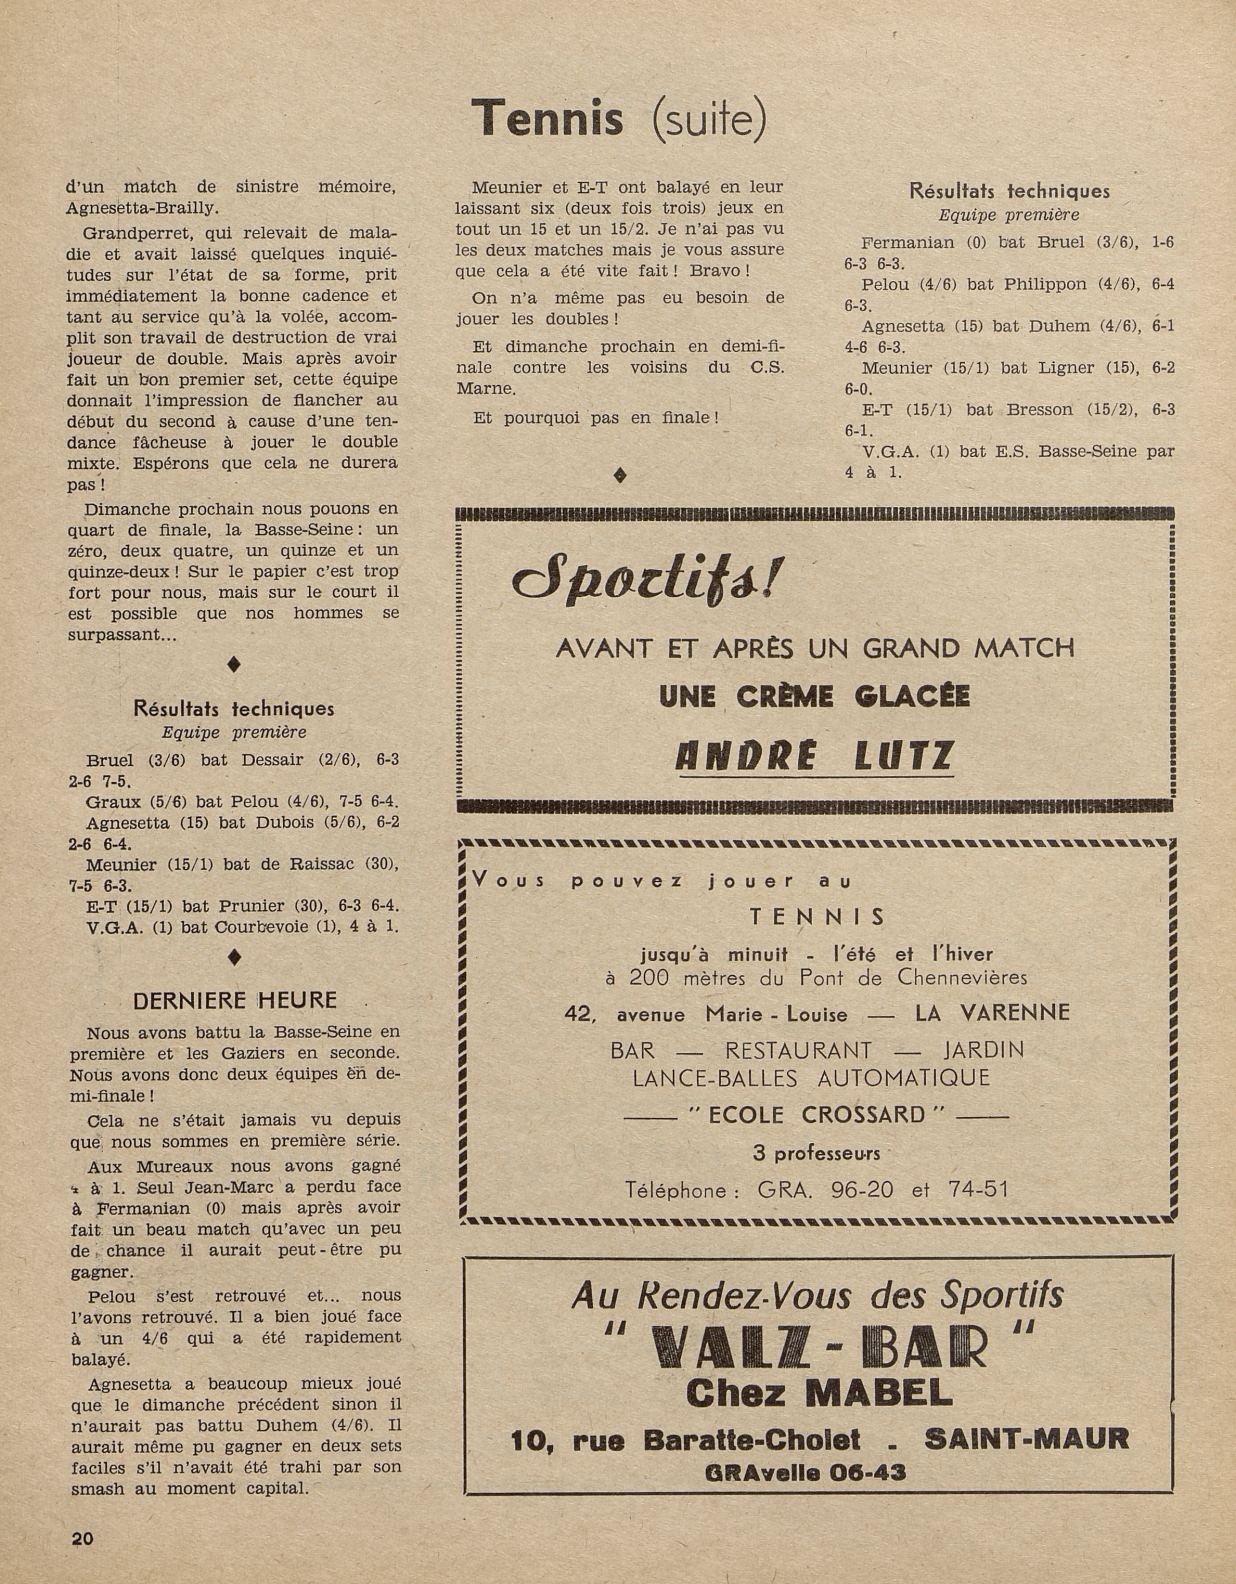 Tennis (suite)
d'un match de sinistre mémoire,
Agnesetta-Brailly.
Grandperret, qui relevait de mala-
die et avait laissé quelques inquié-
tudes sur l'état de sa forme, prit
immédiatement la bonne cadence et
tant au service qu'à la volée, accom-
plit son travail de destruction de vrai
joueur de double. Mais après avoir
fait un bon premier set, cette équipe
donnait l'impression de flancher au
début du second à cause d'une ten-
dance fâcheuse à jouer le double
mixte. Espérons que cela ne durera
pas !
Dimanche prochain nous pouons en
quart de finale, la Basse-Seine : un
zéro, deux quatre, un quinze et un
quinze-deux ! Sur le papier c'est trop
fort pour nous, mais sur le court il
est possible que nos hommes se
surpassant...
♦
Résultats techniques
Equipe première
Bruel (3/6) bat Dessair (2/6), 6-3
2-6 7-5.
Graux (5/6) bat Pelou (4/6), 7-5 6-4.
Agnesetta (15) bat Dubois (5/6), 6-2
2-6 6-4.
Meunier (15/1) bat de Raissac (30),
7-5 6-3.
E-T (15/1) bat Prunier (30), 6-3 6-4.
V.G.A. (1) bat Courbevoie (1), 4 à 1.
♦
DERNIERE HEURE
Nous avons battu la Basse-Seine en
première et les Gaziers en seconde.
Nous avons donc deux équipes en de-
mi-finale !
Cela ne s'était jamais vu depuis
que nous sommes en première série.
Aux Mureaux nous avons gagné
à 1. Seul Jean-Marc a perdu face
à Fermanian (0) mais après avoir
fait un beau match qu'avec un peu
de chance il aurait peut-être pu
gagner.
Pelou s'est retrouvé et... nous
l'avons retrouvé. Il a bien joué face
à un 4/6 qui a été rapidement
balayé.
Agnesetta a beaucoup mieux joué
que le dimanche précédent sinon il
n'aurait pas battu Duhem (4/6). Il
aurait même pu gagner en deux sets
faciles s'il n'avait été trahi par son
smash au moment capital.
Meunier et E-T ont balayé en leur
laissant six (deux fois trois) jeux en
tout un 15 et un 15/2. Je n'ai pas vu
les deux matches mais je vous assure
que cela a été vite fait ! Bravo !
On n'a même pas eu besoin de
jouer les doubles !
Et dimanche prochain en demi-fi-
nale contre les voisins du C.S.
Marne.
Et pourquoi pas en finale !
♦
Résultats techniques
Equipe première
Fermanian (0) bat Bruel (3/6), 1-6
6-3 6-3.
Pelou (4/6) bat Philippon (4/6), 6-4
6-3.
Agnesetta (15) bat Duhem (4/6), 6-1
4-6 6-3.
Meunier (15/1) bat Ligner (15), 6-2
6-0.
E-T (15/1) bat Bresson (15/2), 6-3
6-1.
V.G.A. (1) bat E.S. Basse-Seine par
4 à 1.
Sportifs!
AVANT ET APRÈS UN GRAND MATCH
UNE CRÈME GLACÉE
ANDRÉ LUTZ
Vous pouvez jouer au
TENNIS
jusqu'à minuit - l'été et l'hiver
à 200 mètres du Pont de Chennevières
42, avenue Marie-Louise — LA VARENNE
BAR — RESTAURANT — JARDIN
LANCE-BALLES AUTOMATIQUE
— "ECOLE CROSSARD" —
3 professeurs
Téléphone : GRA. 96-20 et 74-51
Au Rendez-Vous des Sportifs
" VALZ-BAR "
Chez MABEL
10, rue Baratte-Cholet - SAINT-MAUR
GRAvelle 06-43
20